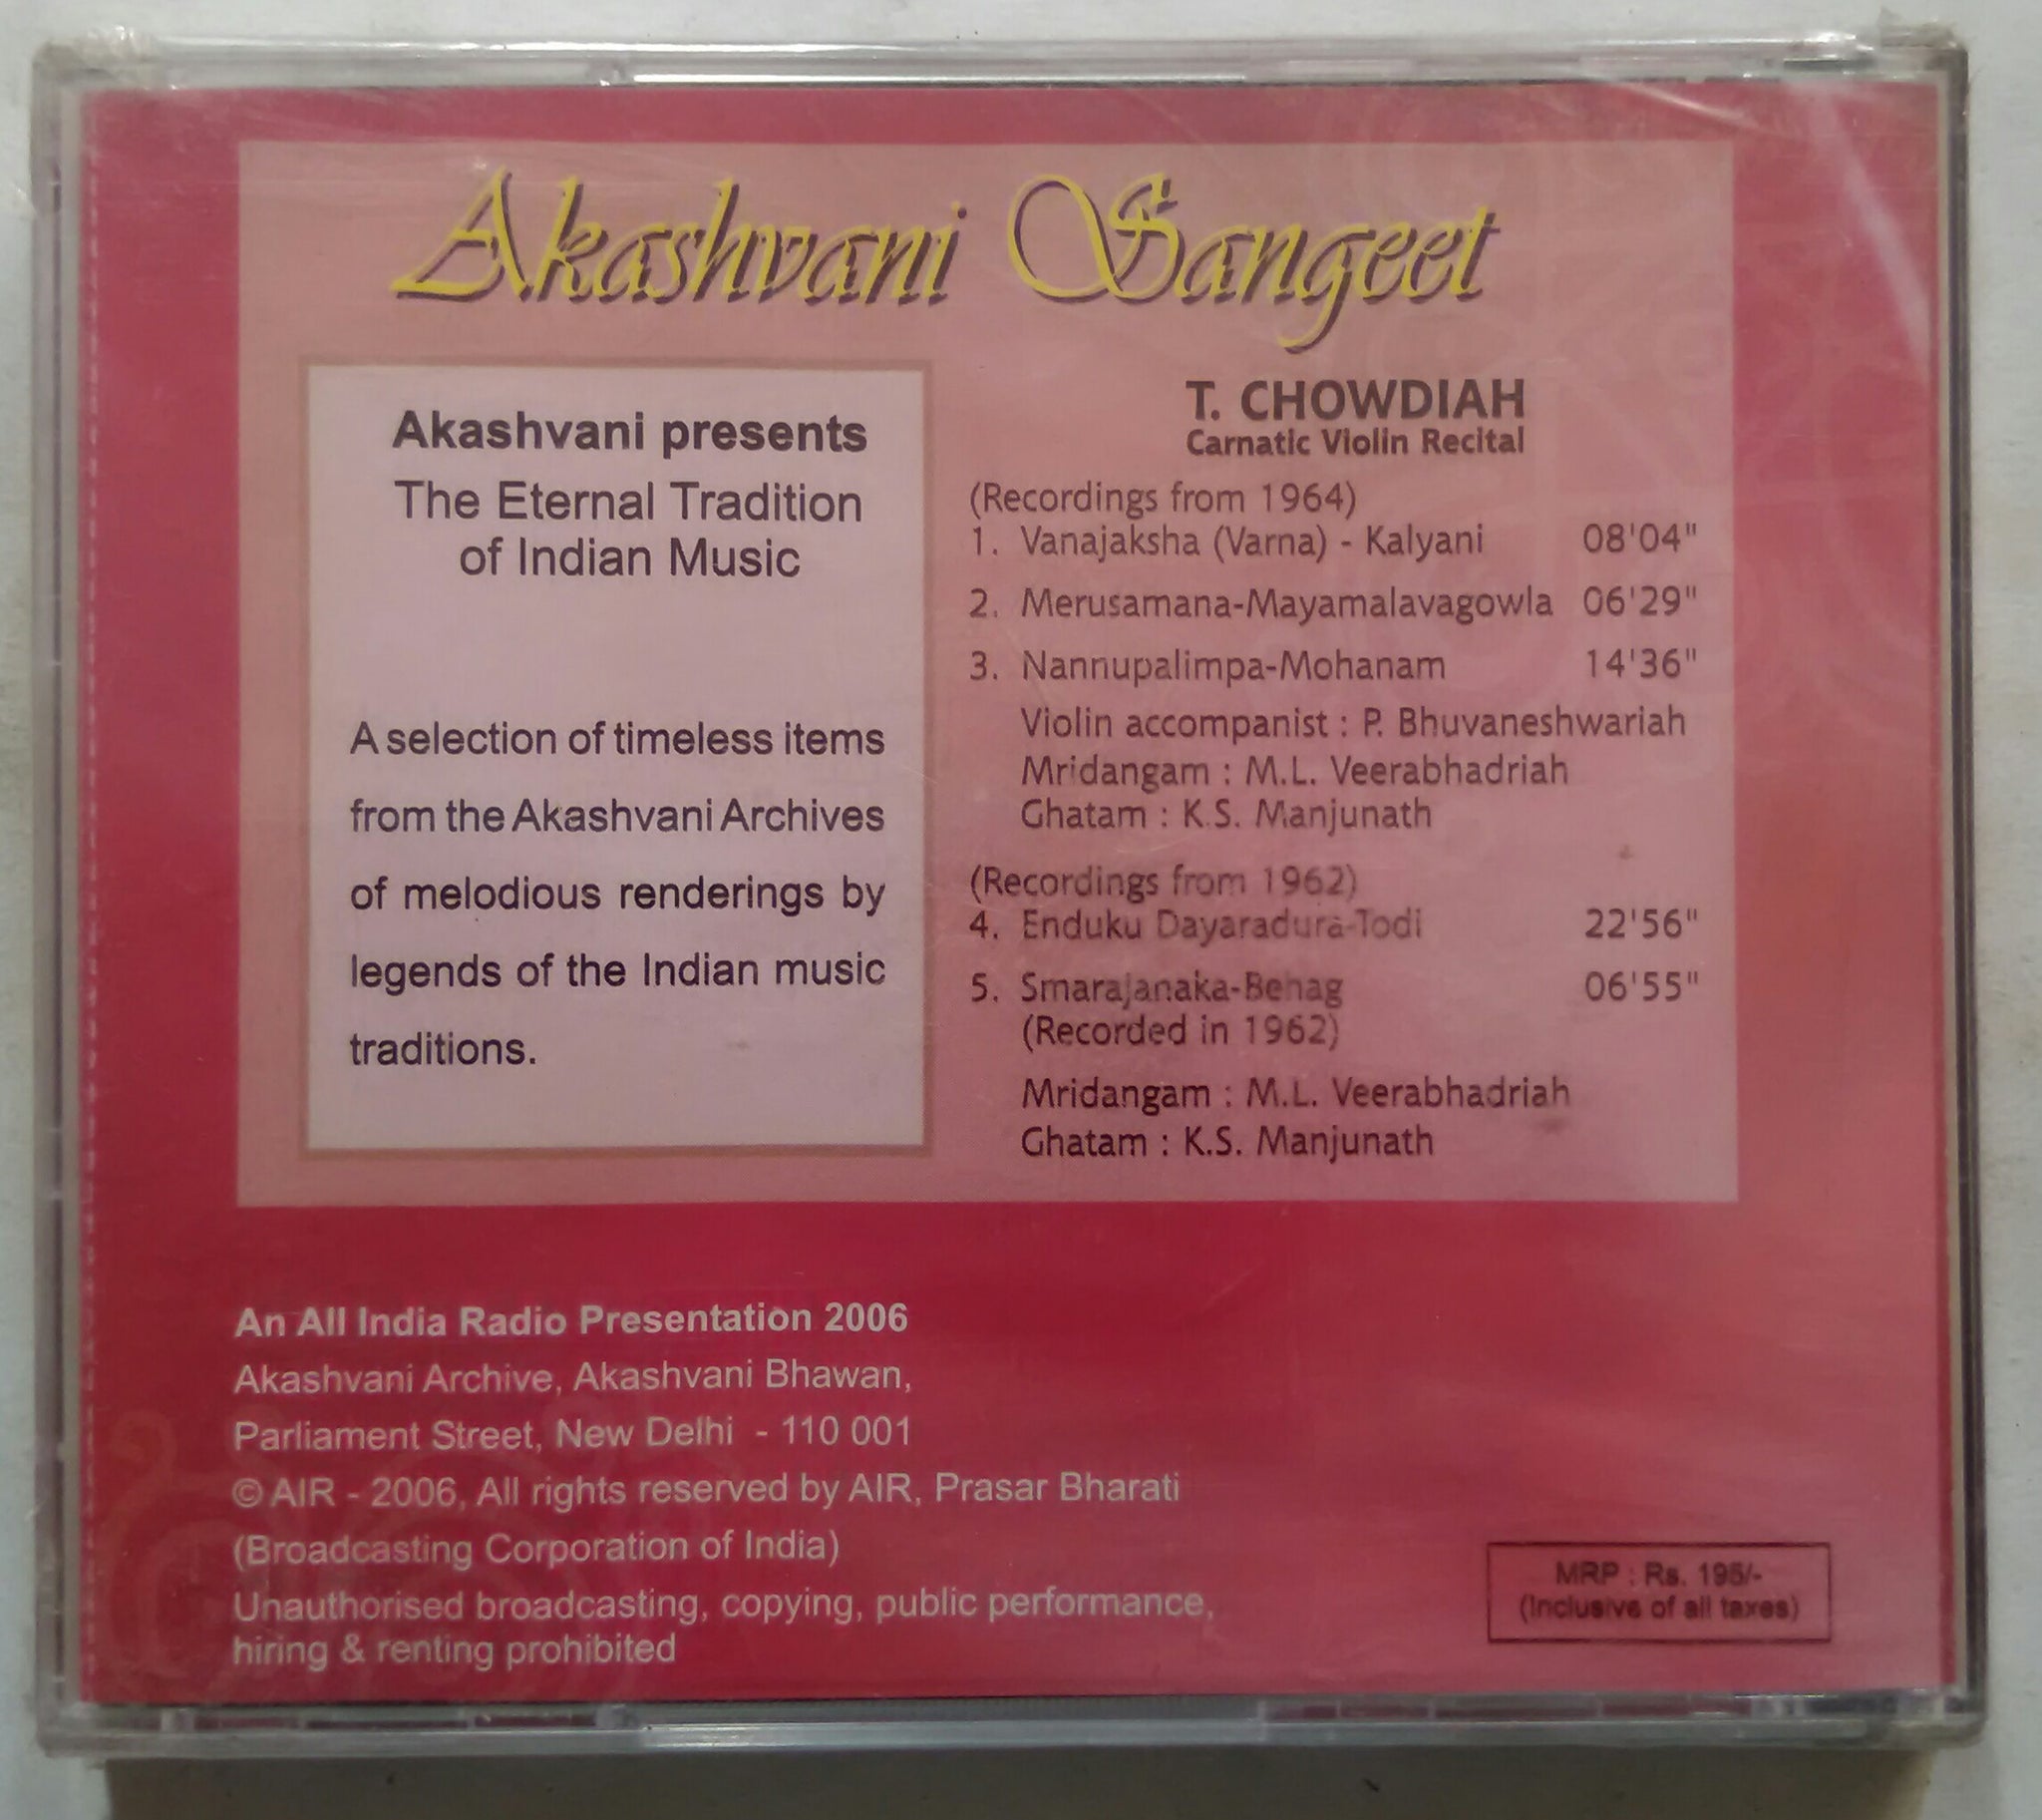 Akashvani Sangeet
Akashvani presents
The Eternal Tradition
of Indian Music
A selection of timeless items
from the Akashvani Archives
of melodious renderings by
legends of the Indian music
traditions.
T. CHOWDIAH
Carnatic Violin Recital
(Recordings from 1964)
1. Vanajaksha (Varna) - Kalyani 08'04"
2. Merusamana-Mayamalavagowla 06'29"
3. Nannupalimpa-Mohanam 14'36"
Violin accompanist : P. Bhuvaneshwariah
Mridangam : M.L. Veerabhadriah
Ghatam : K.S. Manjunath
(Recordings from 1962)
4. Enduku Dayaradura-Todi 22'56"
5. Smarajanaka-Behag 06'55"
(Recorded in 1962)
Mridangam : M.L. Veerabhadriah
Ghatam : K.S. Manjunath
An All India Radio Presentation 2006
Akashvani Archive, Akashvani Bhawan,
Parliament Street, New Delhi - 110 001
© AIR - 2006, All rights reserved by AIR, Prasar Bharati
(Broadcasting Corporation of India)
Unauthorised broadcasting, copying, public performance,
hiring & renting prohibited
MRP : Rs. 195/-
(Inclusive of all taxes)